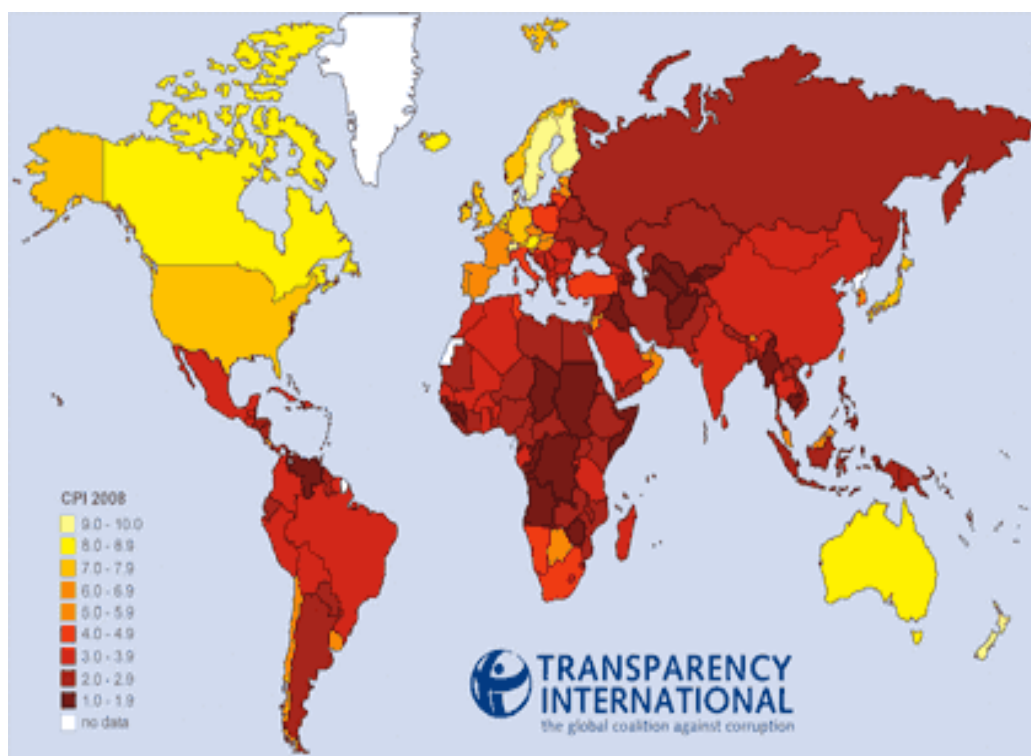 CPI 2008
9.0 - 10.0
8.0 - 8.9
7.0 - 7.9
6.0 - 6.9
5.0 - 5.9
4.0 - 4.9
3.0 - 3.9
2.0 - 2.9
1.0 - 1.9
no data
TRANSPARENCY
INTERNATIONAL
the global coalition against corruption